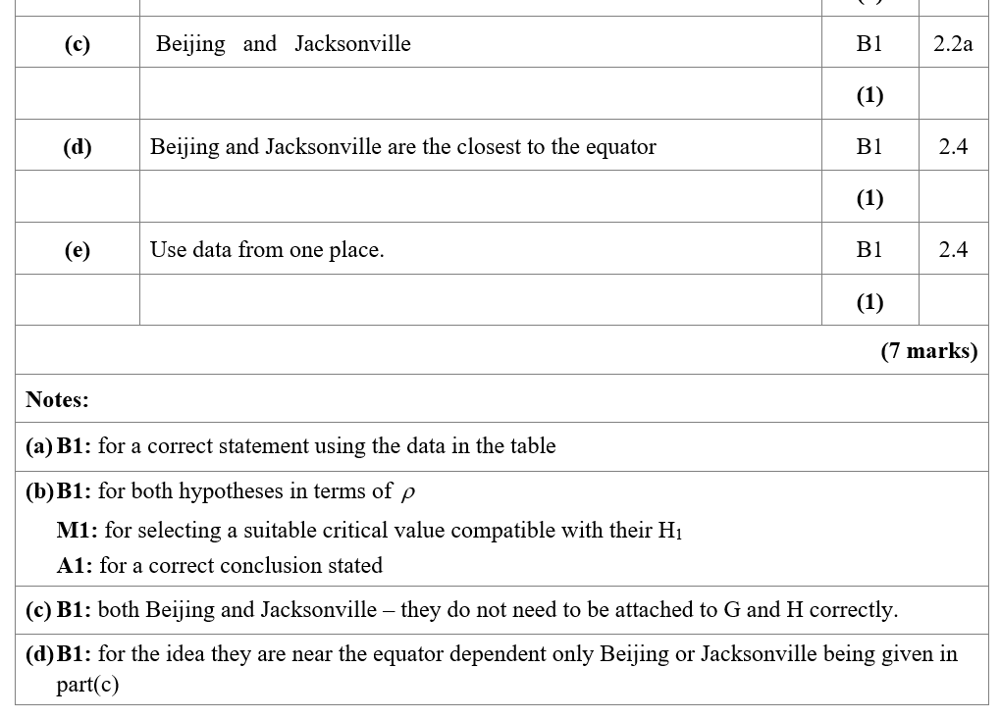 (c) Beijing and Jacksonville B1 2.2a
(1)
(d) Beijing and Jacksonville are the closest to the equator B1 2.4
(1)
(e) Use data from one place. B1 2.4
(1)
(7 marks)
Notes:
(a) B1: for a correct statement using the data in the table
(b) B1: for both hypotheses in terms of ρ
M1: for selecting a suitable critical value compatible with their H₁
A1: for a correct conclusion stated
(c) B1: both Beijing and Jacksonville – they do not need to be attached to G and H correctly.
(d) B1: for the idea they are near the equator dependent only Beijing or Jacksonville being given in
part(c)